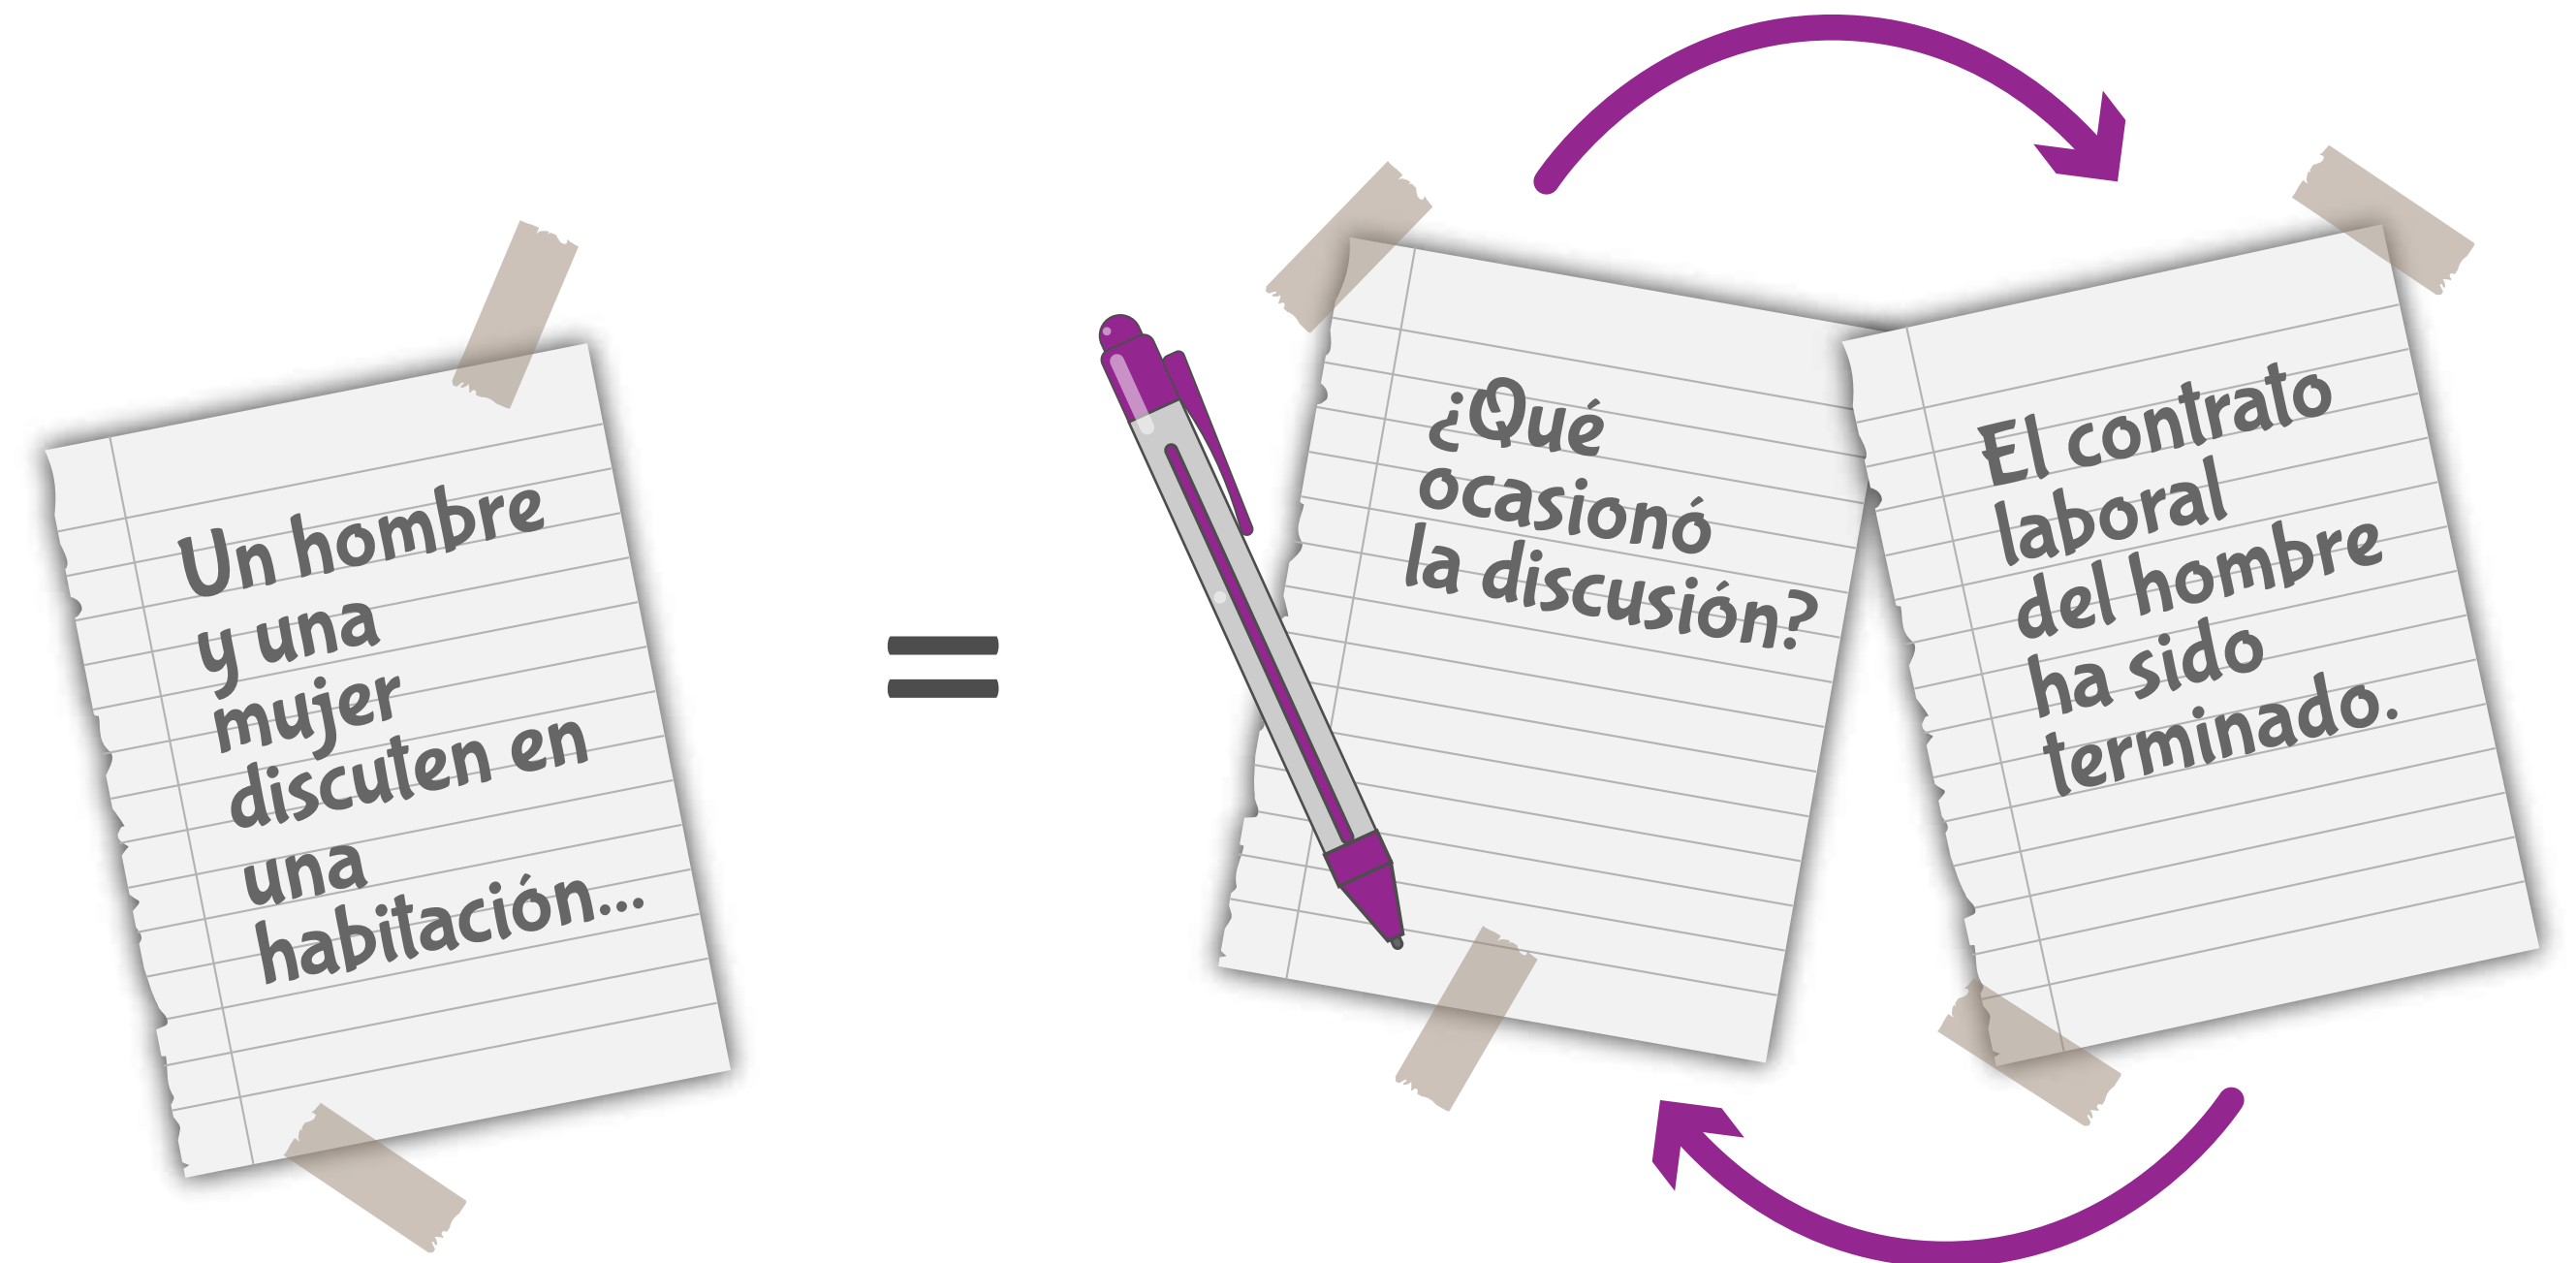 Un hombre
y una
mujer
discuten en
una
habitación...
=
¿Qué
ocasionó
la discusión?
El contrato
laboral
del hombre
ha sido
terminado.